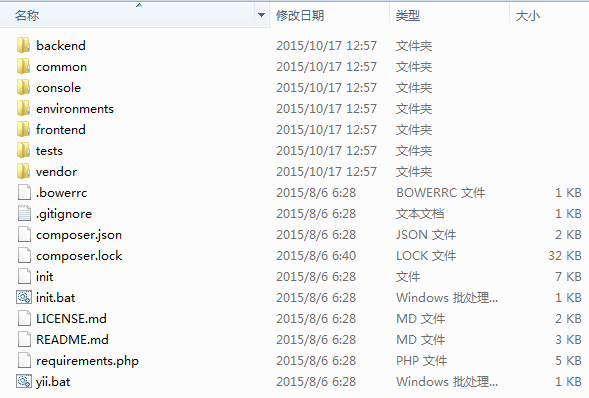 名称 修改日期 类型 大小
backend 2015/10/17 12:57 文件夹
common 2015/10/17 12:57 文件夹
console 2015/10/17 12:57 文件夹
environments 2015/10/17 12:57 文件夹
frontend 2015/10/17 12:57 文件夹
tests 2015/10/17 12:57 文件夹
vendor 2015/10/17 12:57 文件夹
.bowerrc 2015/8/6 6:28 BOWERRC 文件 1 KB
.gitignore 2015/8/6 6:28 文本文档 1 KB
composer.json 2015/8/6 6:28 JSON 文件 2 KB
composer.lock 2015/8/6 6:40 LOCK 文件 32 KB
init 2015/8/6 6:28 文件 7 KB
init.bat 2015/8/6 6:28 Windows 批处理... 1 KB
LICENSE.md 2015/8/6 6:28 MD 文件 2 KB
README.md 2015/8/6 6:28 MD 文件 3 KB
requirements.php 2015/8/6 6:28 PHP 文件 5 KB
yii.bat 2015/8/6 6:28 Windows 批处理... 1 KB